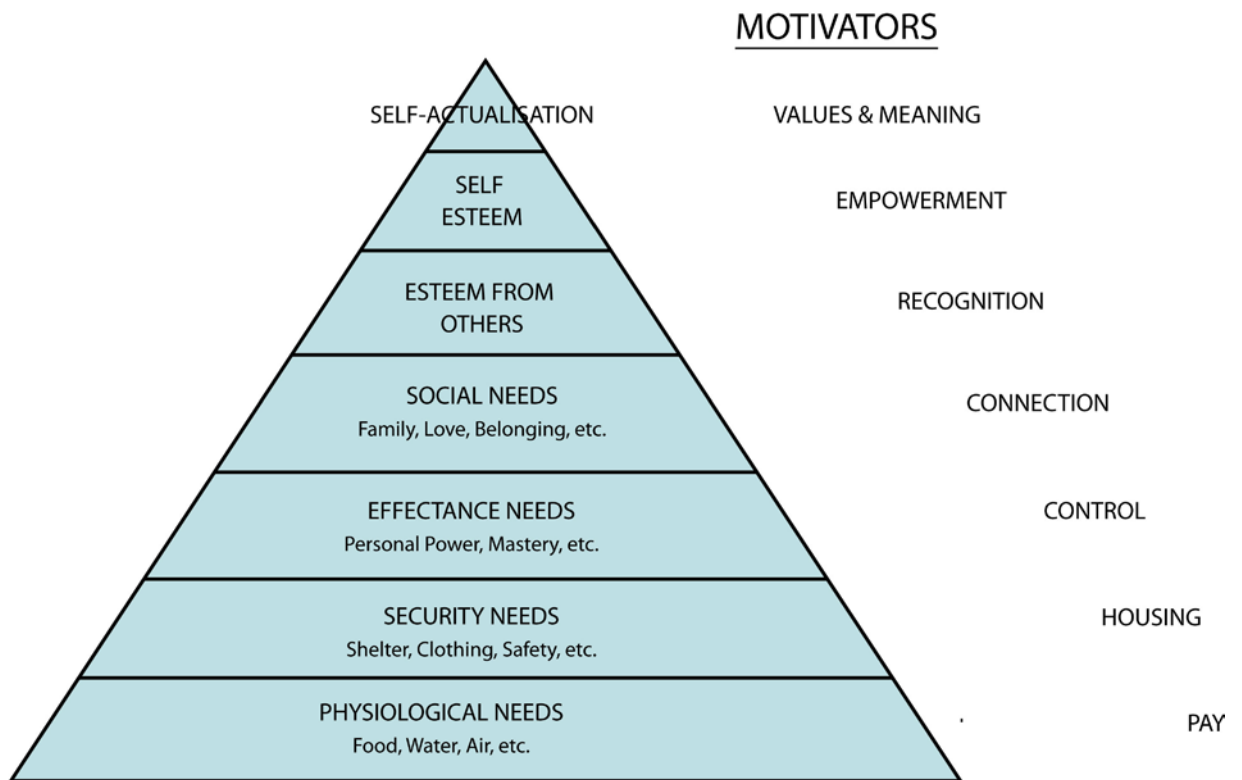 MOTIVATORS
SELF-ACTUALISATION
VALUES & MEANING
SELF
ESTEEM
EMPOWERMENT
ESTEEM FROM
OTHERS
RECOGNITION
SOCIAL NEEDS
Family, Love, Belonging, etc.
CONNECTION
EFFECTANCE NEEDS
Personal Power, Mastery, etc.
CONTROL
SECURITY NEEDS
Shelter, Clothing, Safety, etc.
HOUSING
PHYSIOLOGICAL NEEDS
Food, Water, Air, etc.
PAY